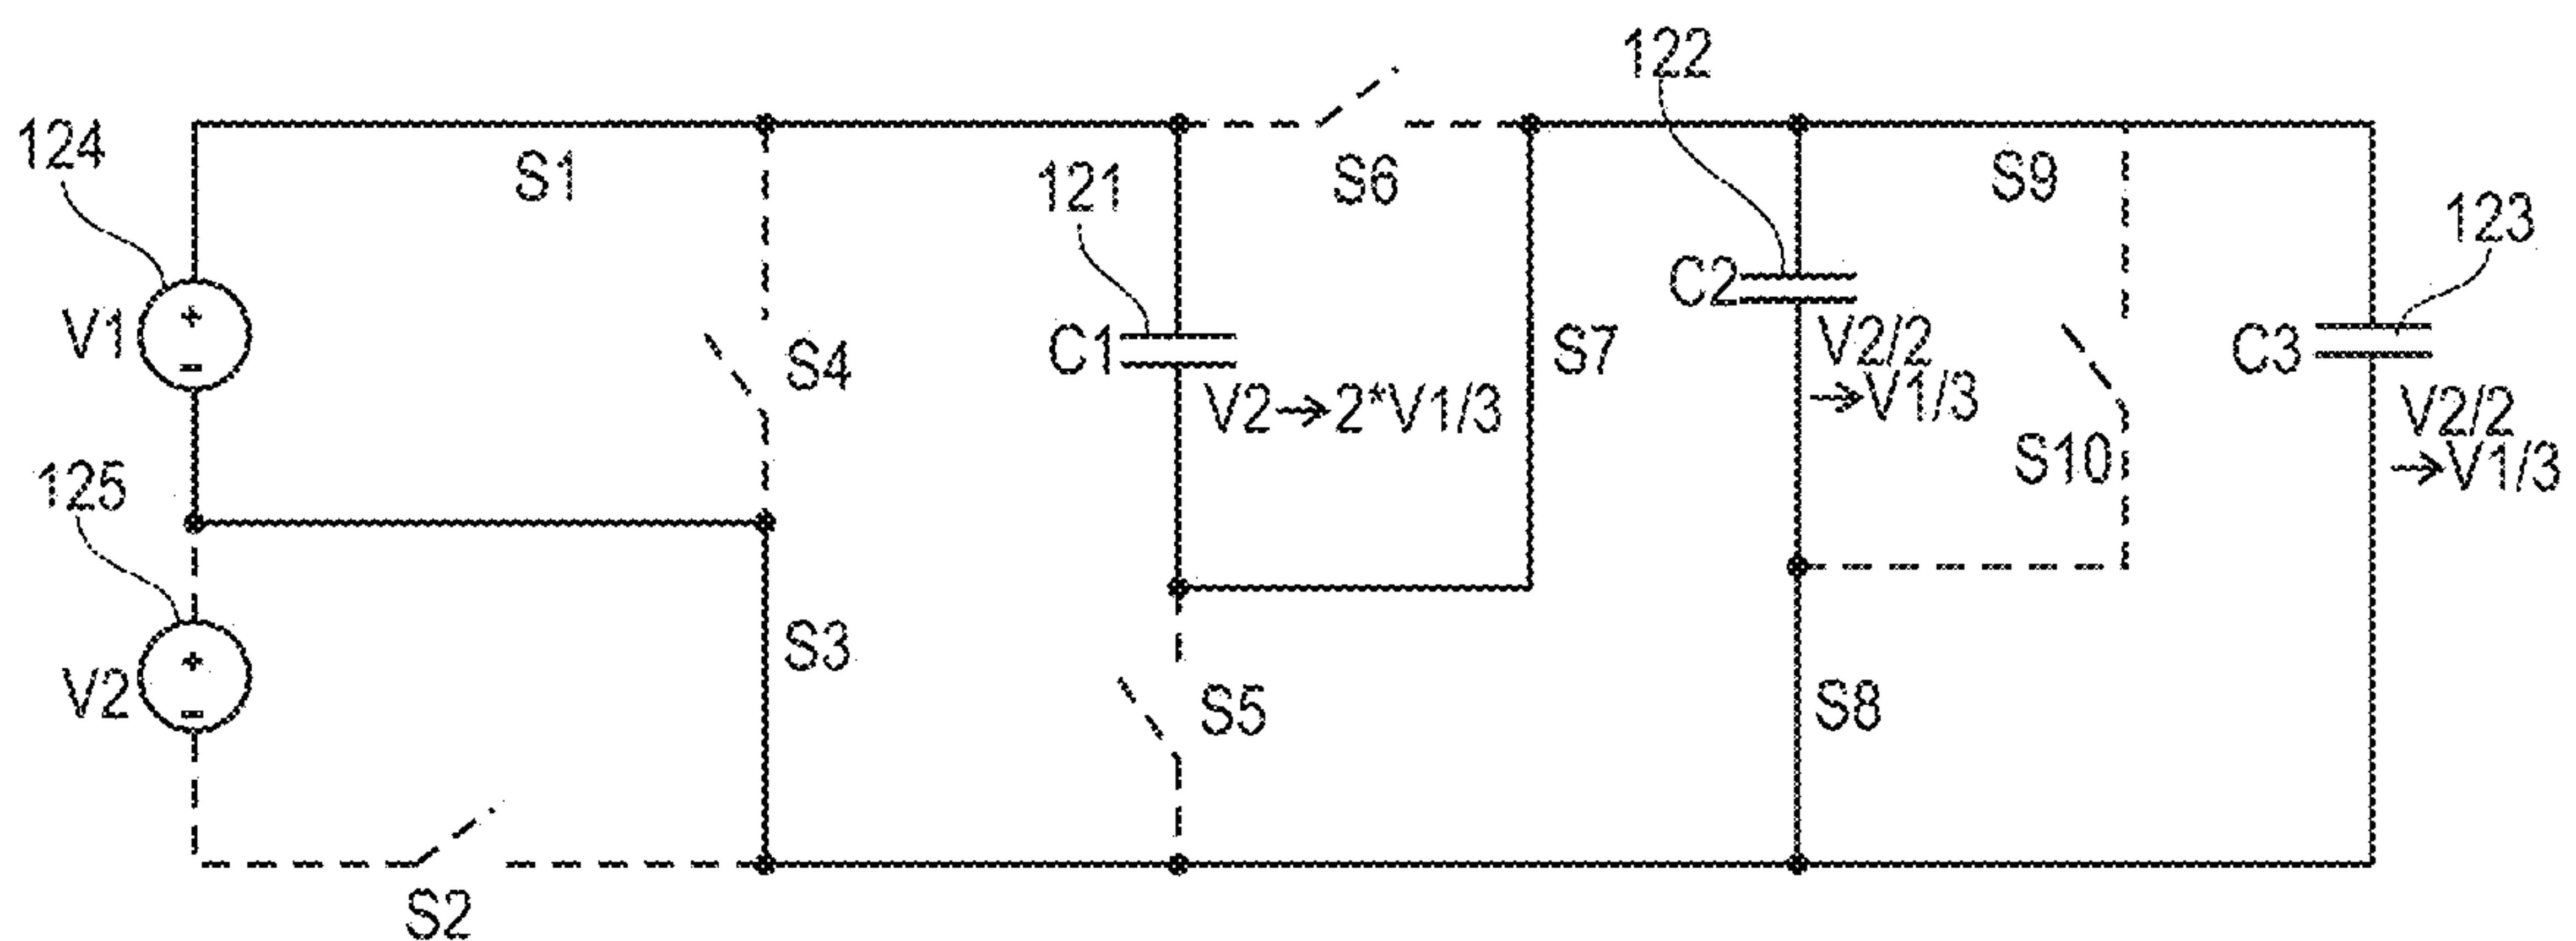 122
124
S1
121
S6
S9
123
V1
+
-
S4
C1
S7
C2
C3
V2/2
→V1/3
V2→2*V1/3
S10
V2/2
→V1/3
125
V2
+
-
S3
S5
S8
S2